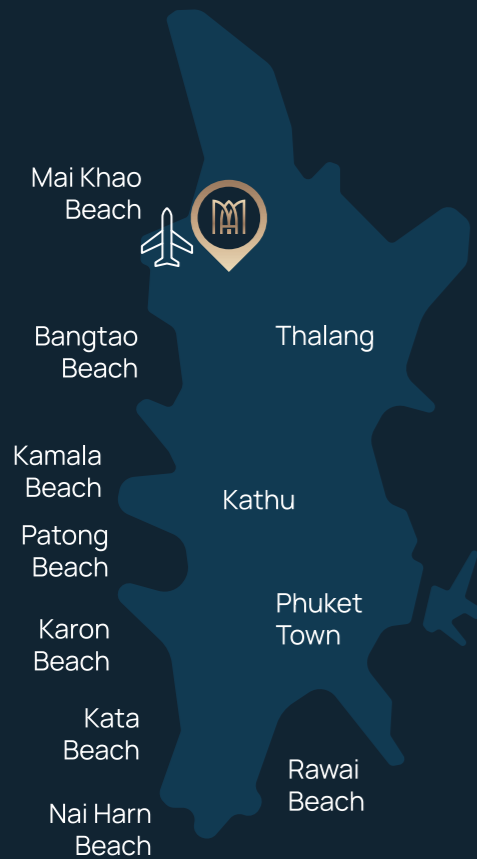 Mai Khao
Beach
Bangtao
Beach
Thalang
Kamala
Beach
Kathu
Patong
Beach
Phuket
Town
Karon
Beach
Kata
Beach
Rawai
Beach
Nai Harn
Beach